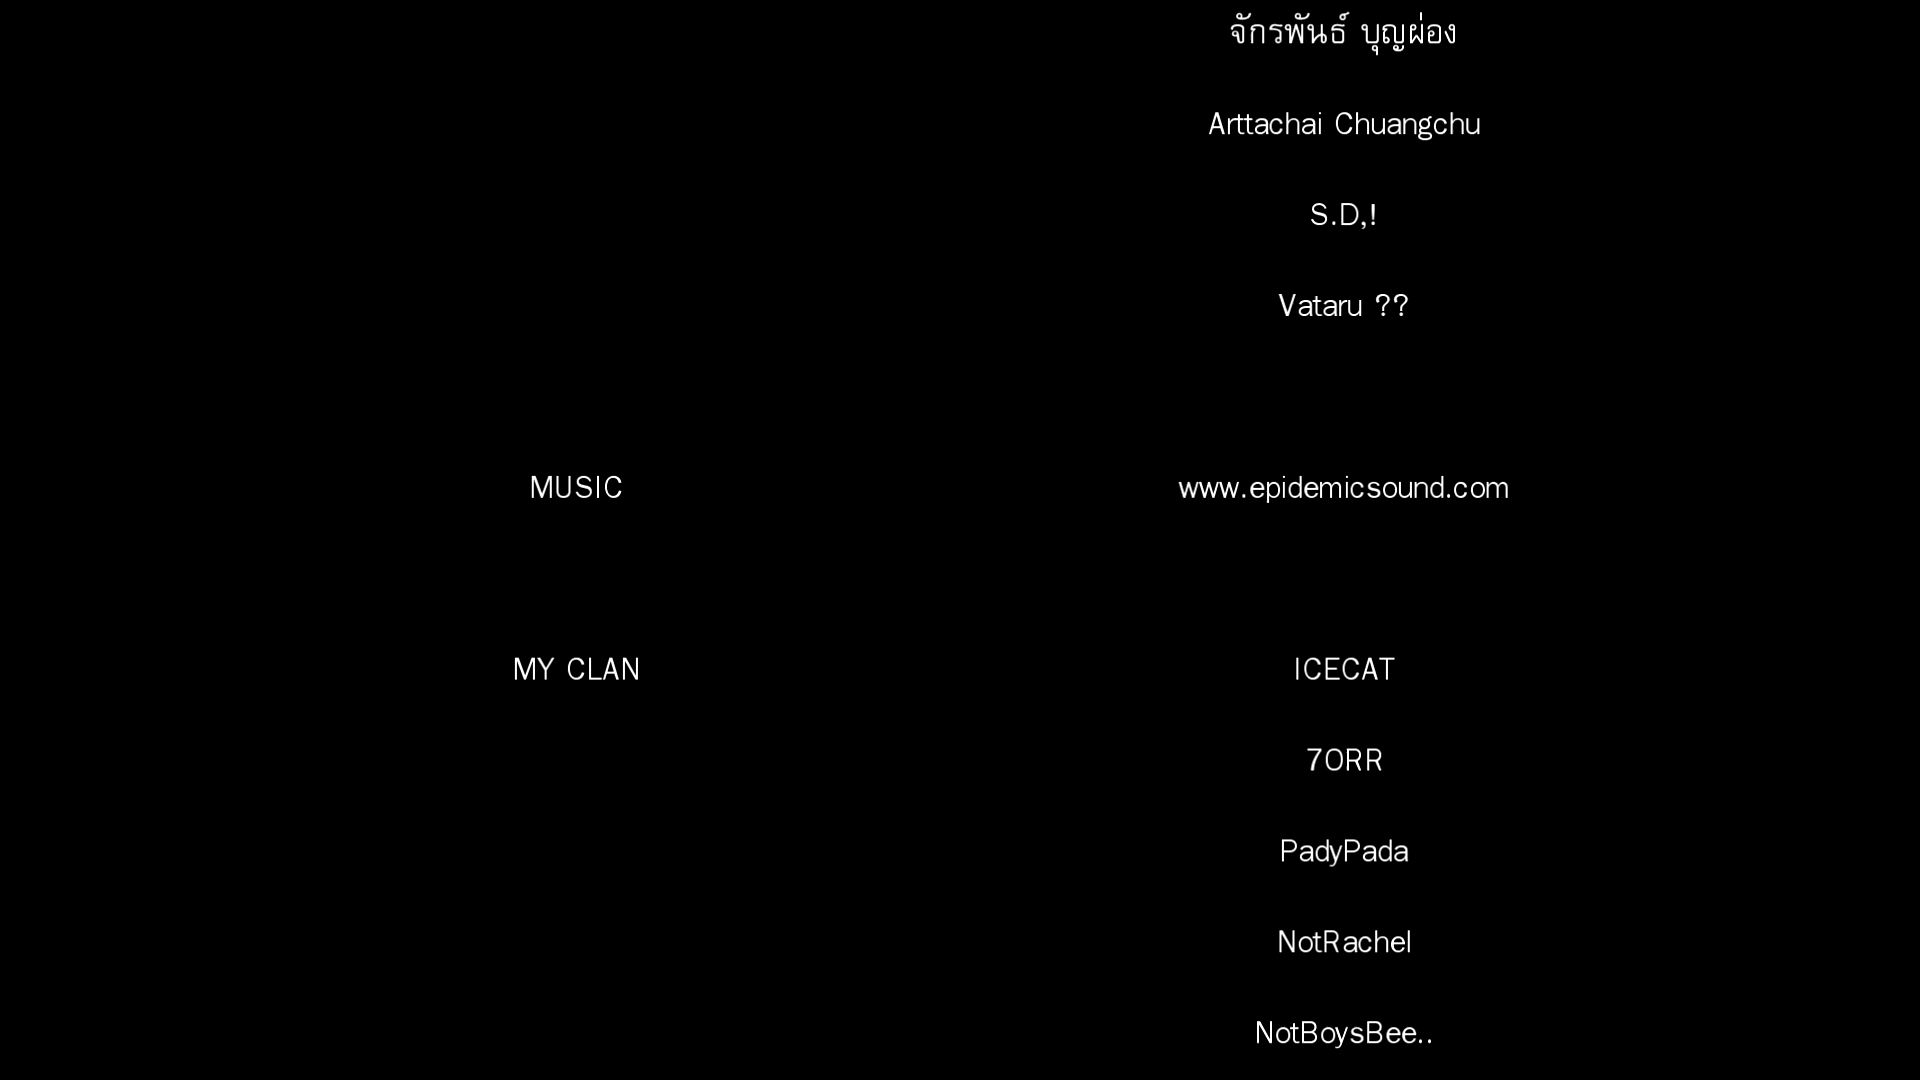 จักรพันธ์ บุญผ่อง
Arttachai Chuangchu
S.D,!
Vataru ??
MUSIC www.epidemicsound.com
MY CLAN ICECAT
7ORR
PadyPada
NotRachel
NotBoysBee..